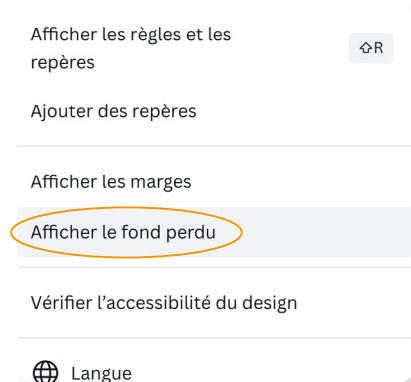 Afficher les règles et les
repères
⇧R
Ajouter des repères
Afficher les marges
Afficher le fond perdu
Vérifier l’accessibilité du design
Langue